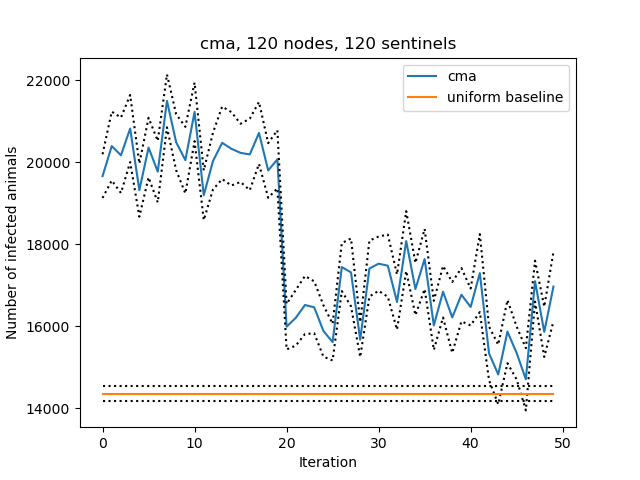 cma, 120 nodes, 120 sentinels
cma
uniform baseline
Number of infected animals
22000
20000
18000
16000
14000
0
10
20
30
40
50
Iteration